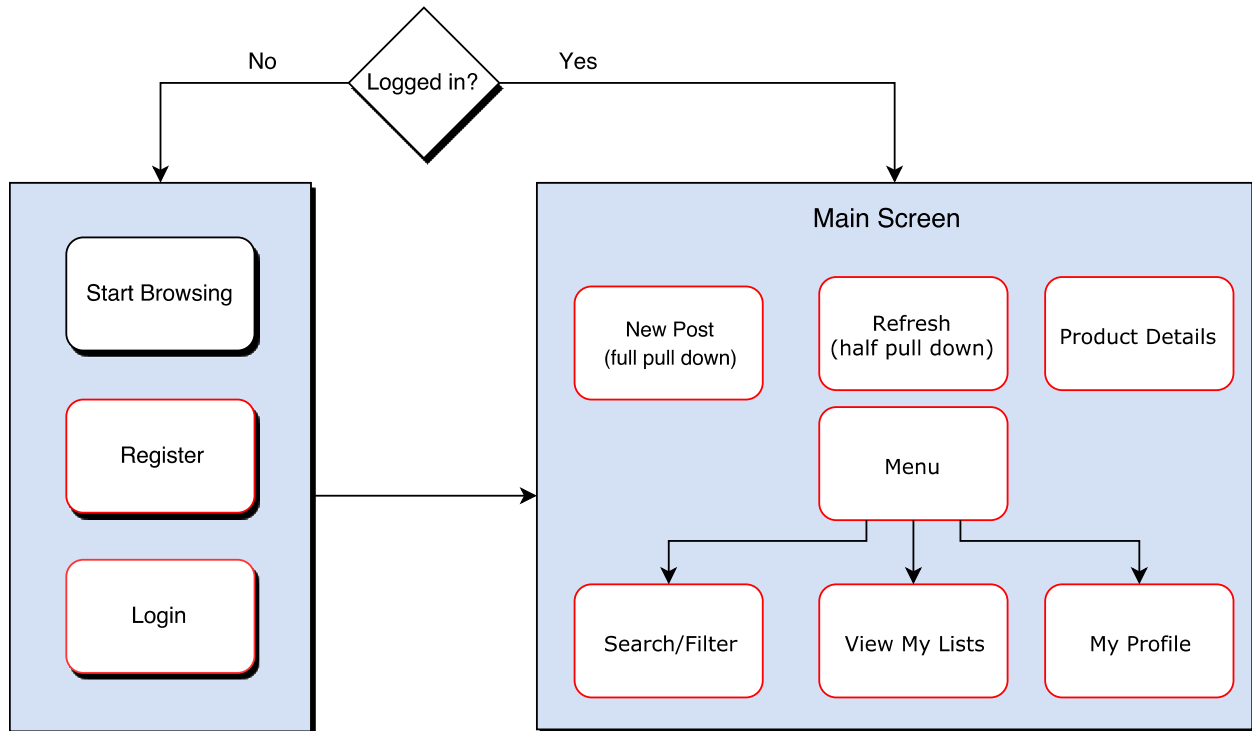 Logged in?
No
Yes
Start Browsing
Register
Login
Main Screen
New Post
(full pull down)
Refresh
(half pull down)
Product Details
Menu
Search/Filter
View My Lists
My Profile